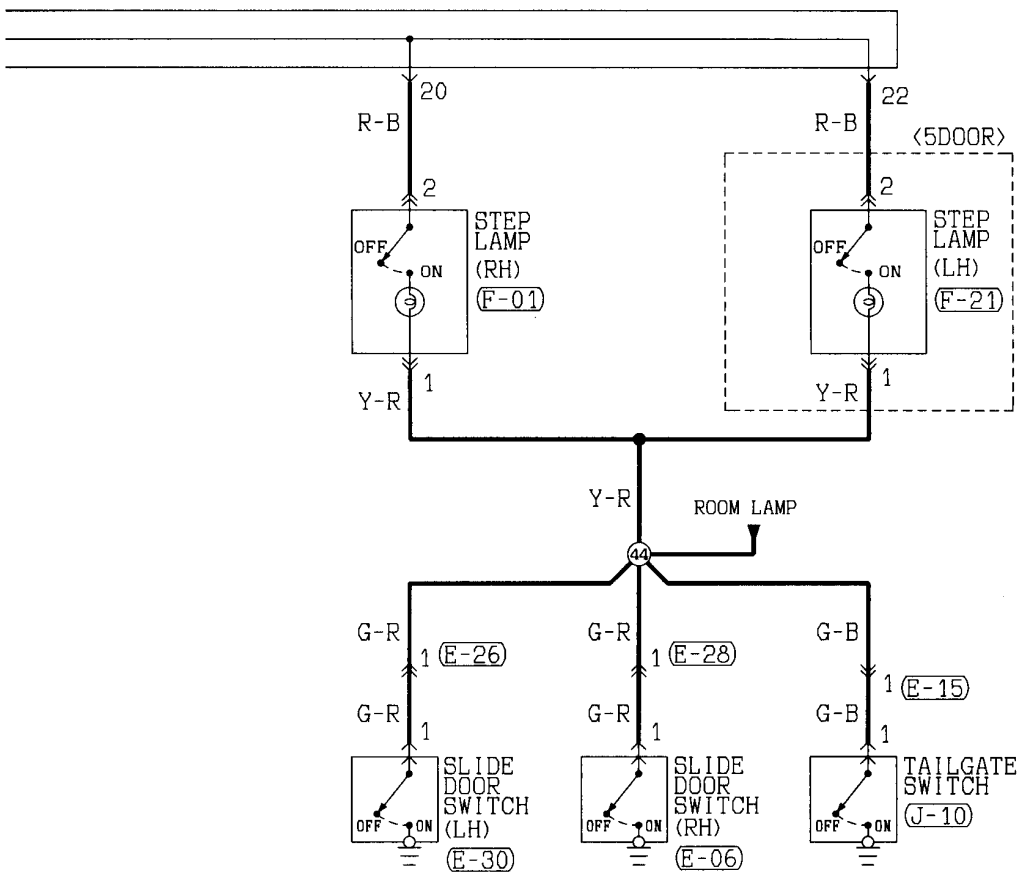 20
22
R-B
R-B
<5DOOR>
2
2
STEP
LAMP
(RH)
F-01
OFF
ON
STEP
LAMP
(LH)
F-21
OFF
ON
1
1
Y-R
Y-R
Y-R
ROOM LAMP
44
G-R
G-R
G-B
1 E-26
1 E-28
1 E-15
G-R
G-R
G-B
1
1
1
SLIDE
DOOR
SWITCH
(LH)
E-30
OFF ON
SLIDE
DOOR
SWITCH
(RH)
E-06
OFF ON
TAILGATE
SWITCH
J-10
OFF ON